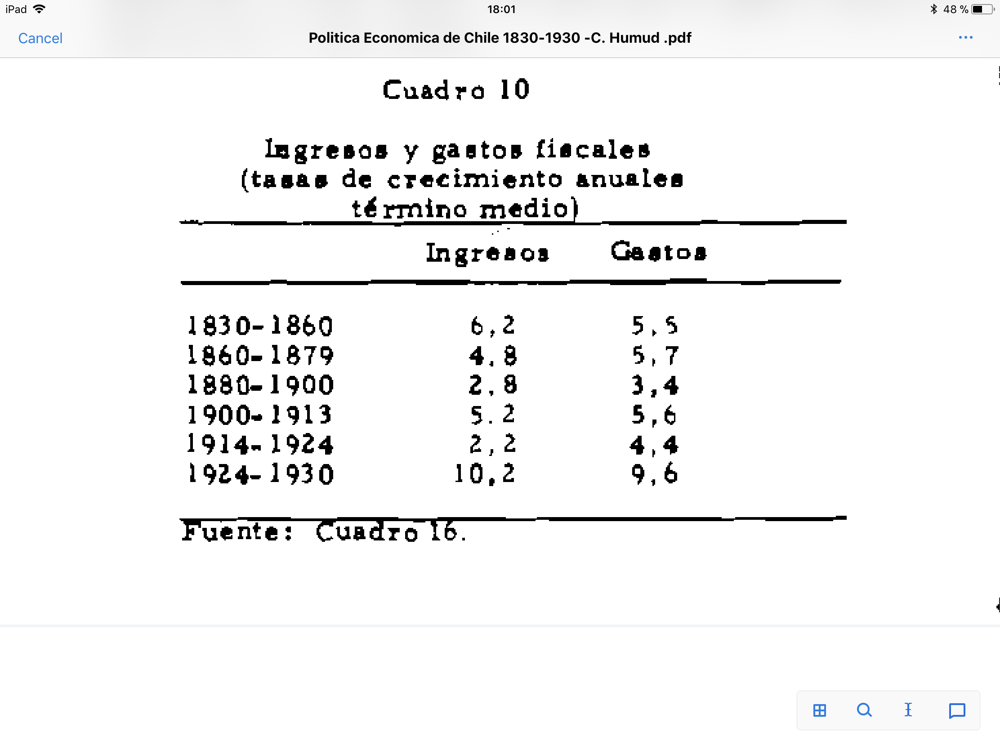 iPad 18:01 48 %
Cancel Politica Economica de Chile 1830-1930 -C. Humud .pdf
Cuadro 10
Ingresos y gastos fiscales
(tasas de crecimiento anuales
término medio)
Ingresos Gastos
1830-1860 6,2 5,5
1860-1879 4,8 5,7
1880-1900 2,8 3,4
1900-1913 5.2 5,6
1914-1924 2,2 4,4
1924-1930 10,2 9,6
Fuente: Cuadro 16.